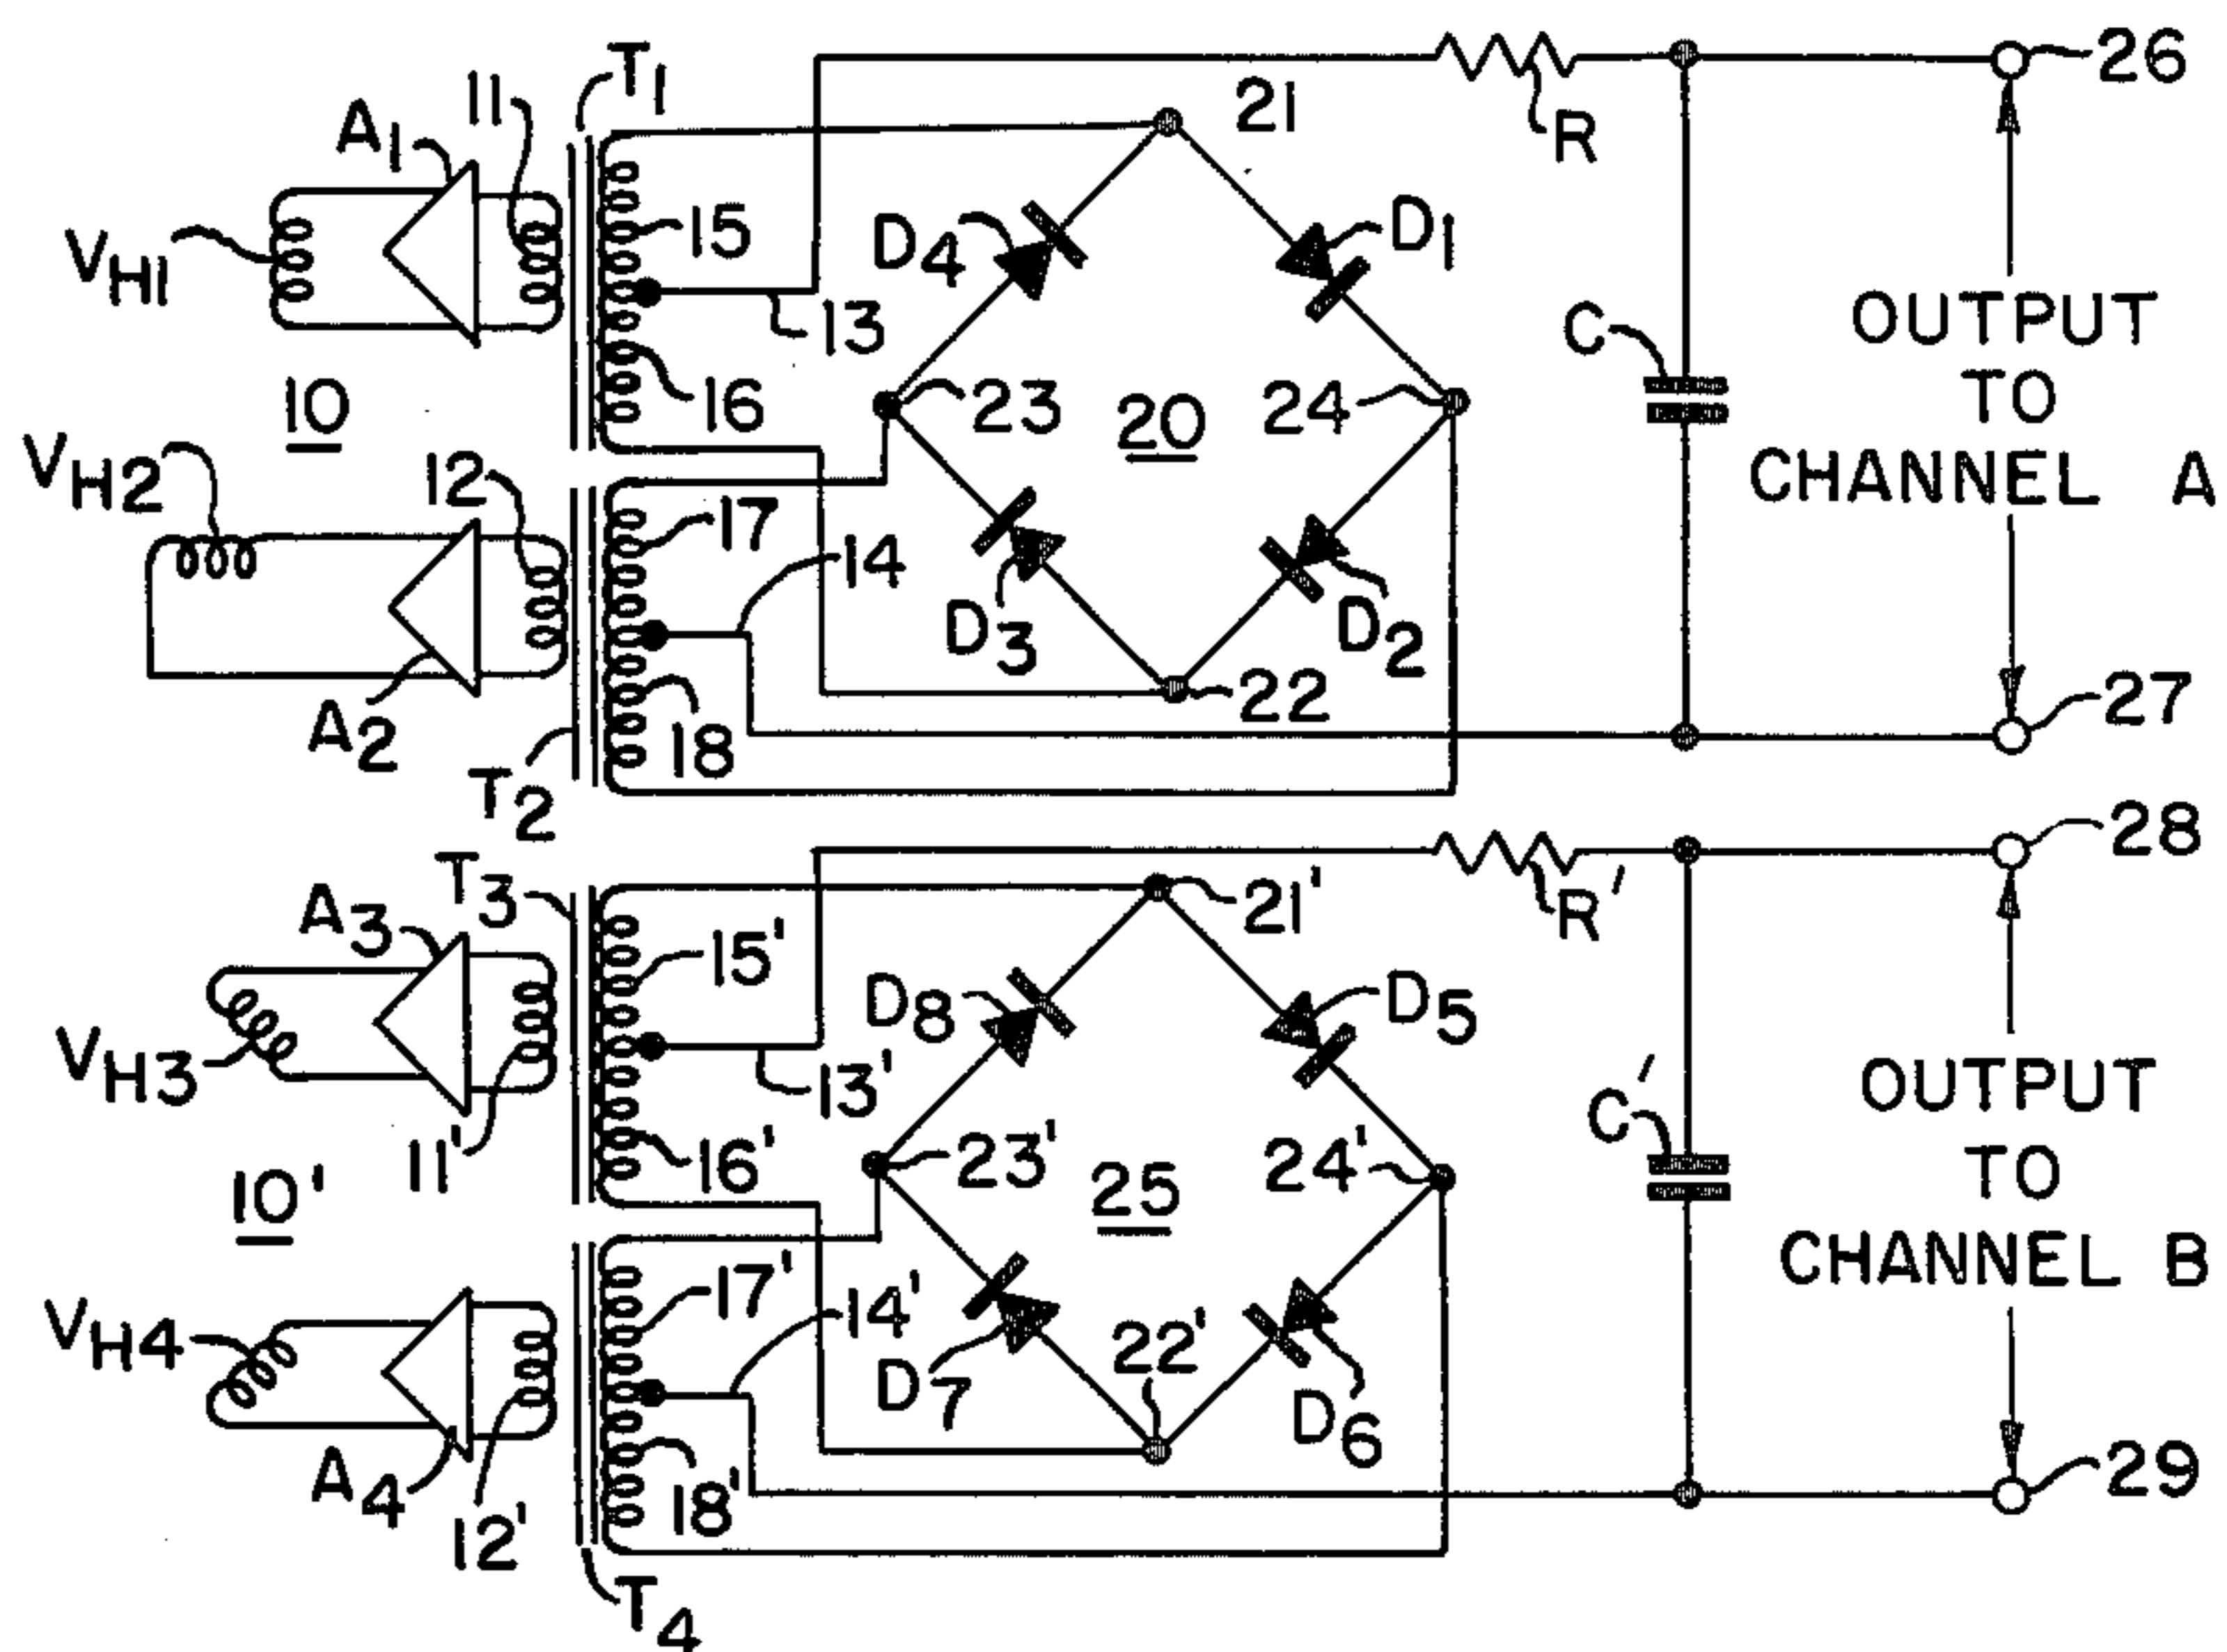 T1
26
11
21
A1
R
D4
D1
15
VH1
13
C
OUTPUT
TO
CHANNEL A
10
16
23
20
24
VH2
12
17
14
D3
D2
22
A2
18
27
T2
28
T3
A3
21'
R'
15'
D8
D5
VH3
13'
C'
OUTPUT
TO
CHANNEL B
11'
16'
23'
25
24'
10'
17'
14'
VH4
22'
D7
D6
A4
18'
29
12'
T4